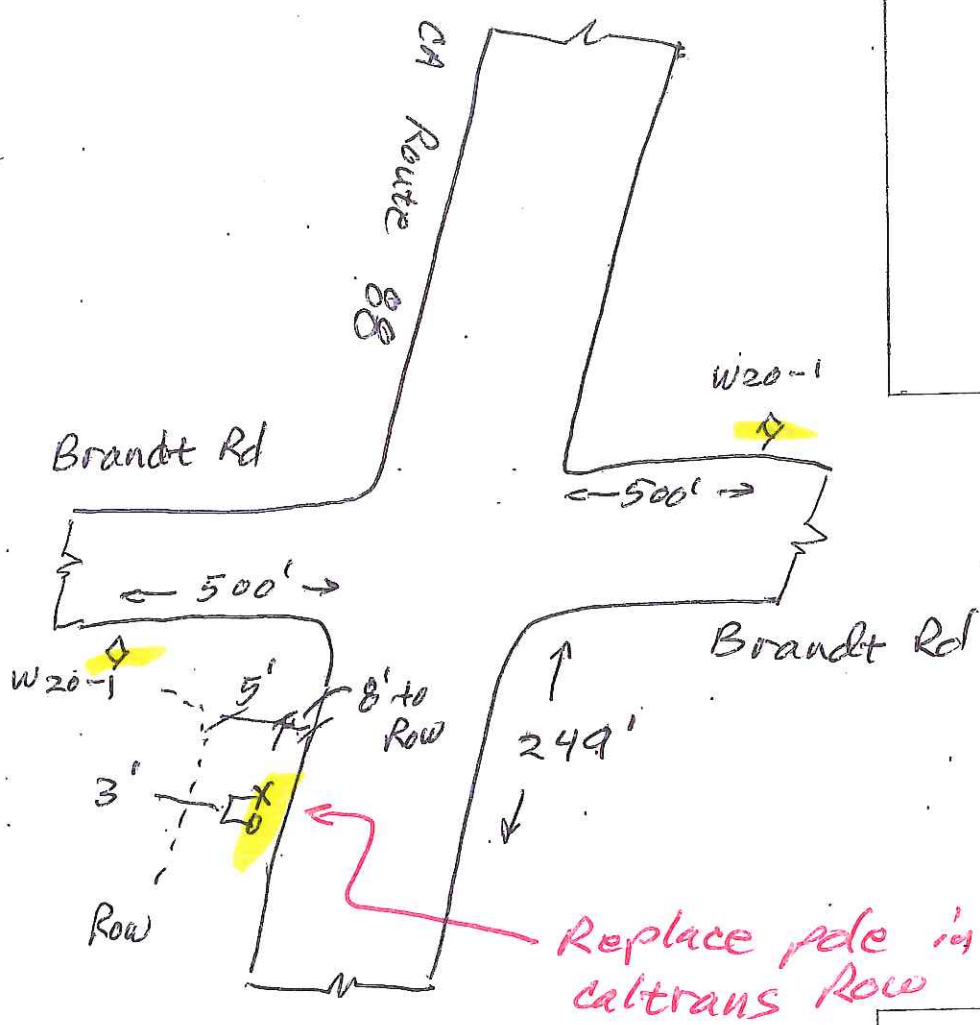 CA Route 88
W20-1
Brandt Rd
500'
500'
Brandt Rd
W20-1
5'
8' to
Row
249'
3'
X
O
Row
Replace pole in
caltrans Row